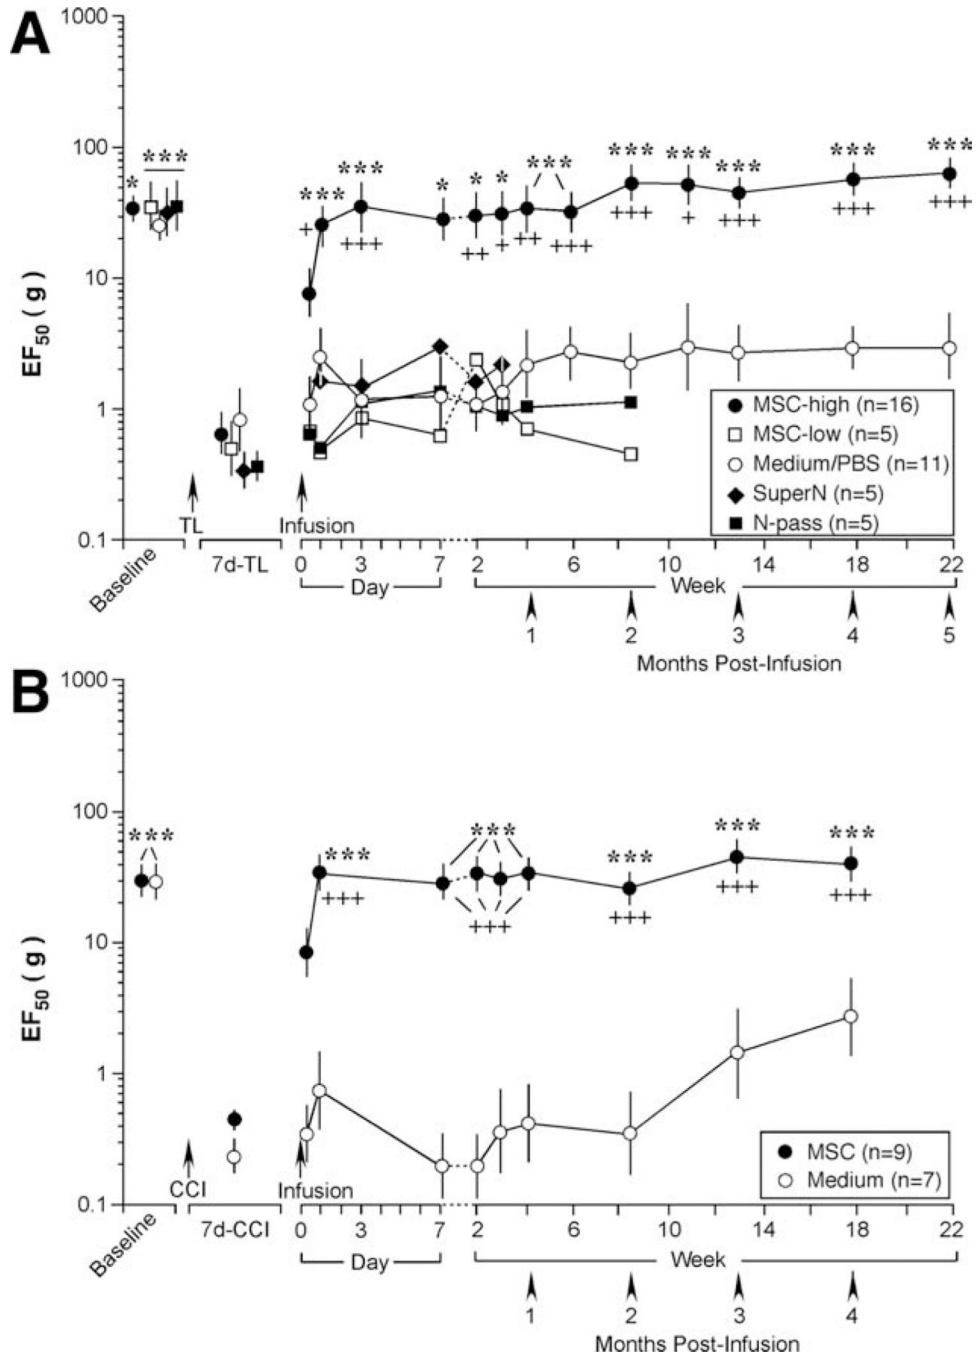 A
1000
100
10
1
0.1
EF50 (g)
*
***
***
***
*
*
*
***
***
***
***
***
***
+
+++
++
+
++
+++
+++
+
+++
+++
+++
MSC-high (n=16)
MSC-low (n=5)
Medium/PBS (n=11)
SuperN (n=5)
N-pass (n=5)
TL
Infusion
Baseline
7d-TL
0 3 7 2 6 10 14 18 22
Day
Week
1 2 3 4 5
Months Post-Infusion
B
1000
100
10
1
0.1
EF50 (g)
***
***
***
***
***
***
+++
+++
+++
+++
+++
MSC (n=9)
Medium (n=7)
CCI
Infusion
Baseline
7d-CCI
0 3 7 2 6 10 14 18 22
Day
Week
1 2 3 4
Months Post-Infusion